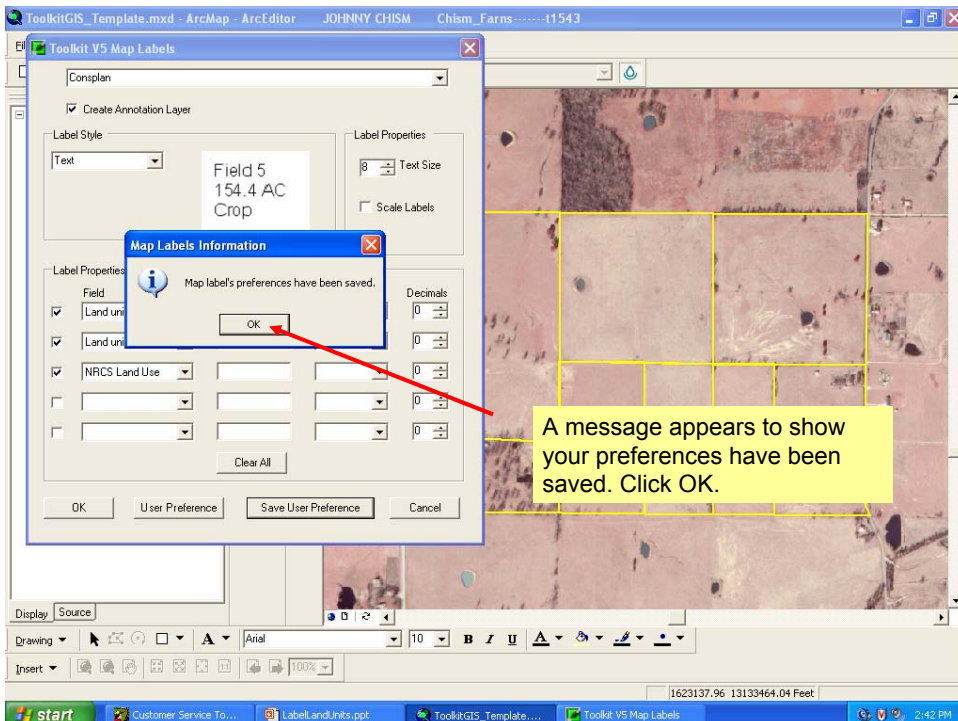 ToolkitGIS_Template.mxd - ArcMap - ArcEditor JOHNNY CHISM Chism_Farns-------t1543
Toolkit V5 Map Labels
Consplan
Create Annotation Layer
Label Style
Text
Field 5
154.4 AC
Crop
Label Properties
8 Text Size
Scale Labels
Map Labels Information
Map label's preferences have been saved.
OK
Label Properties
Field Decimals
Land uni 0
Land uni 0
NRCS Land Use 0
0
0
Clear All
OK User Preference Save User Preference Cancel
A message appears to show
your preferences have been
saved. Click OK.
Display Source
Drawing A Arial 10 B I U A
Insert 100%
1623137.96 13133464.04 Feet
start Customer Service To... LabelLandUnits.ppt ToolkitGIS_Template.... Toolkit V5 Map Labels 2:42 PM